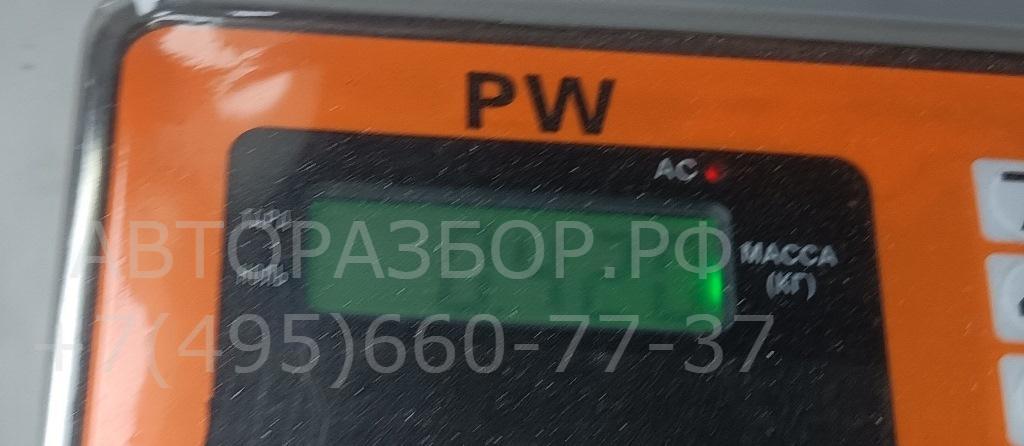 PW
AC
АВТОРАЗБОР.РФ
МАССА
(КГ)
+7(495)660-77-37